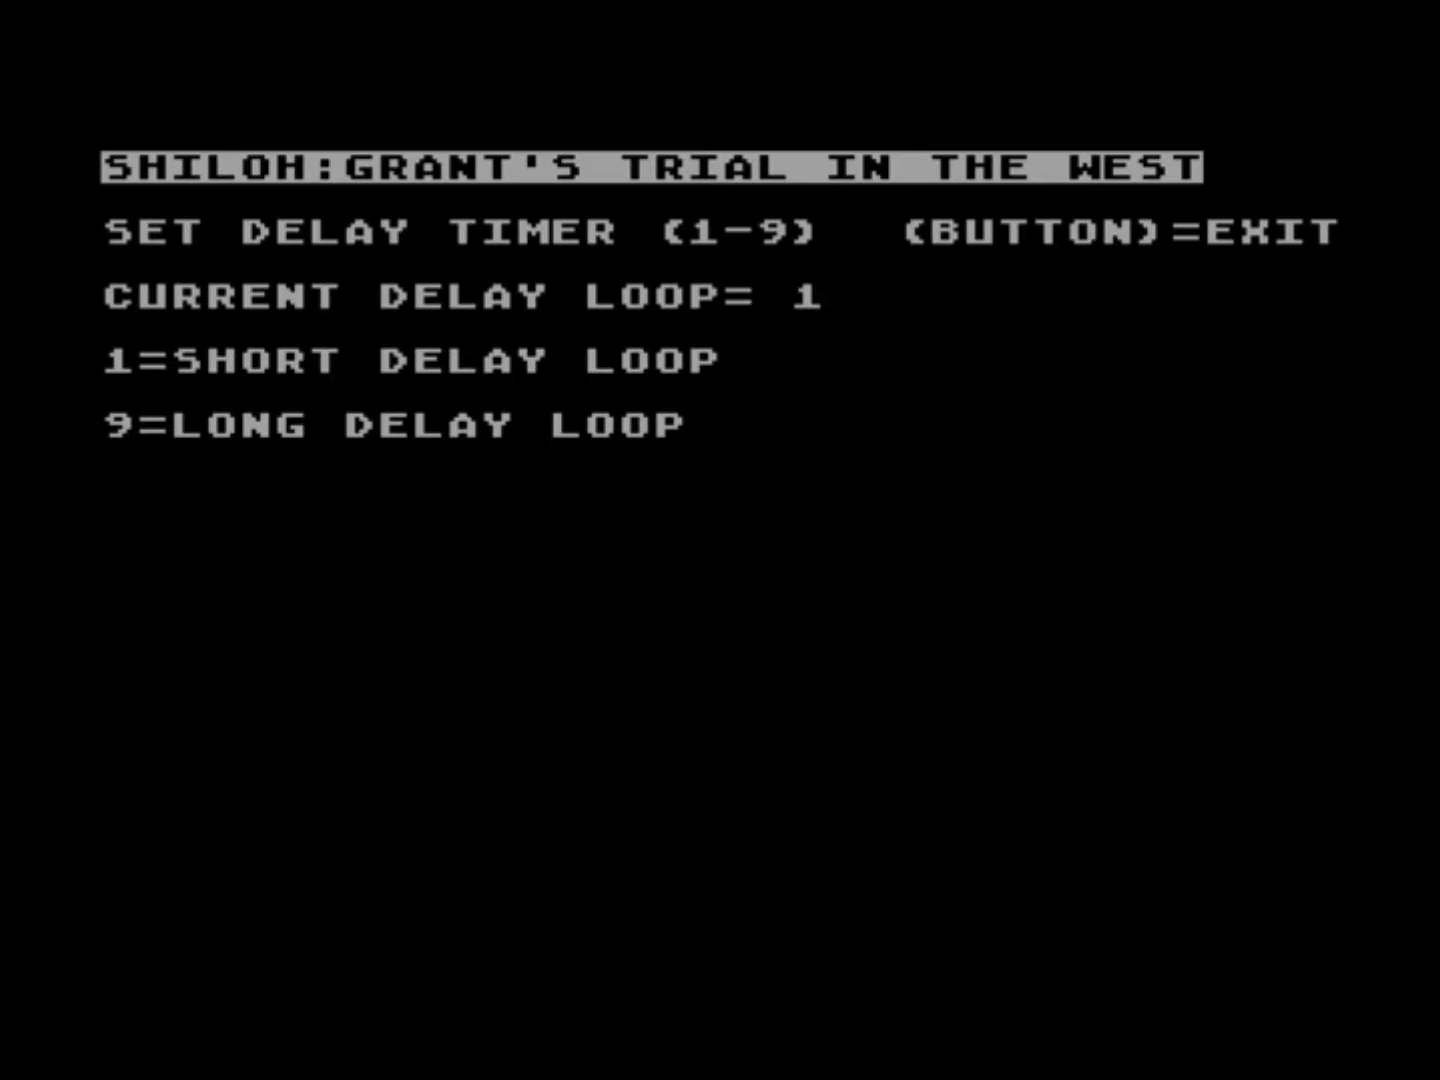 SHILOH:GRANT'S TRIAL IN THE WEST
SET DELAY TIMER (1-9)  (BUTTON)=EXIT
CURRENT DELAY LOOP= 1
1=SHORT DELAY LOOP
9=LONG DELAY LOOP